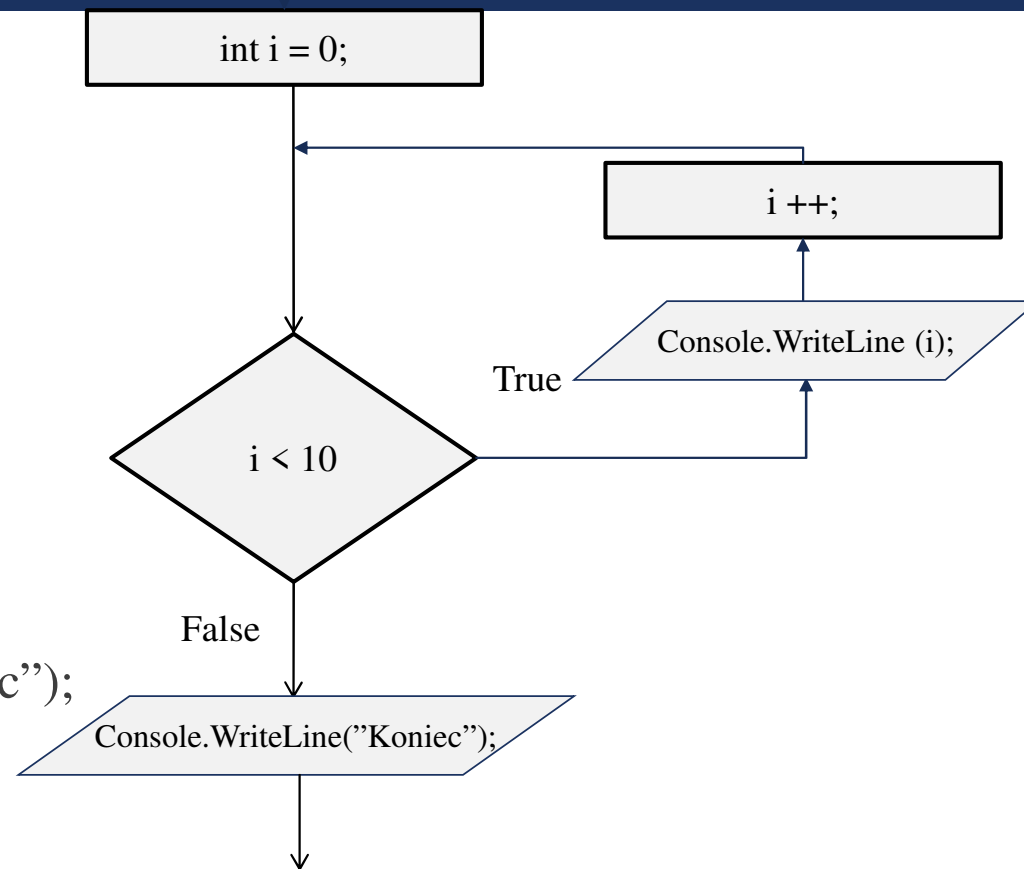 int i = 0;
i ++;
Console.WriteLine (i);
True
i < 10
False
c”);
Console.WriteLine(”Koniec”);